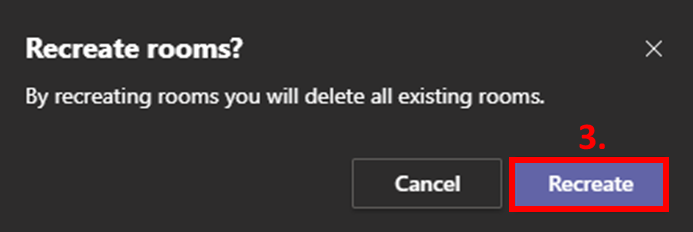 Recreate rooms?
By recreating rooms you will delete all existing rooms.
3.
Cancel Recreate